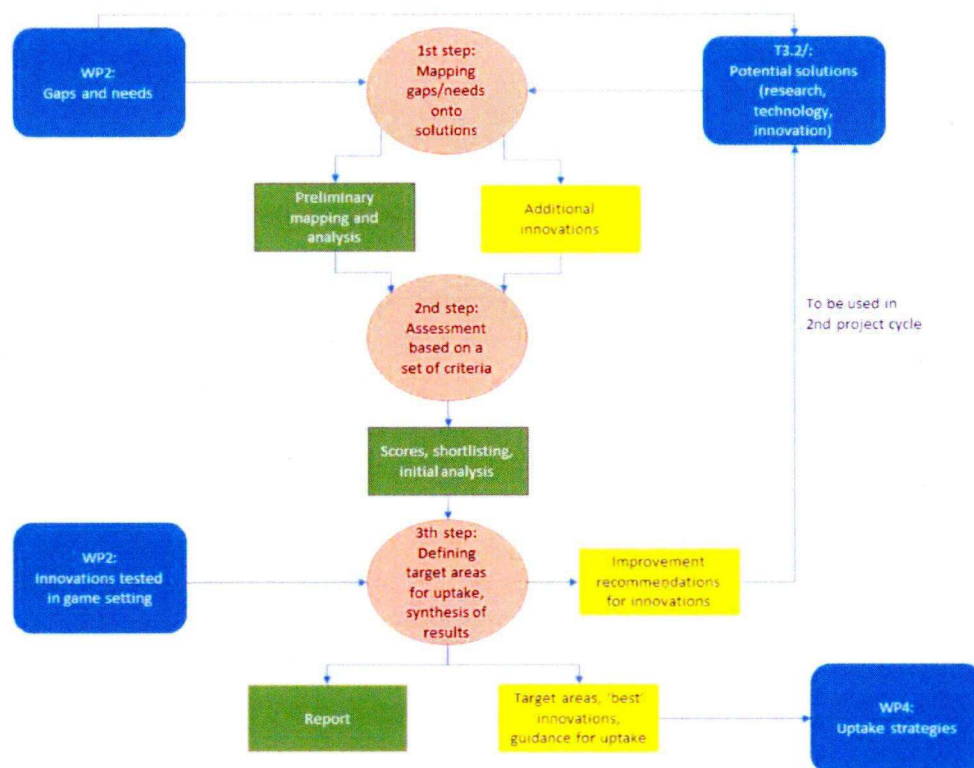 WP2:
Gaps and needs
1st step:
Mapping
gaps/needs
onto
solutions
T3.2/:
Potential solutions
(research,
technology,
innovation)
Preliminary
mapping and
analysis
Additional
innovations
2nd step:
Assessment
based on a
set of criteria
To be used in
2nd project cycle
Scores, shortlisting,
initial analysis
WP2:
Innovations tested
in game setting
3th step:
Defining
target areas
for uptake,
synthesis of
results
Improvement
recommendations
for innovations
Report
Target areas, 'best'
innovations,
guidance for uptake
WP4:
Uptake strategies